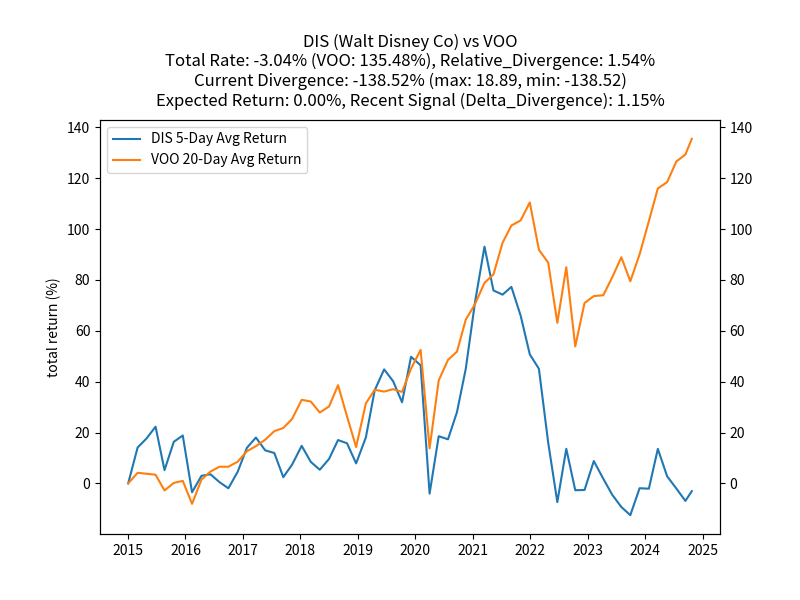 DIS (Walt Disney Co) vs VOO
Total Rate: -3.04% (VOO: 135.48%), Relative_Divergence: 1.54%
Current Divergence: -138.52% (max: 18.89, min: -138.52)
Expected Return: 0.00%, Recent Signal (Delta_Divergence): 1.15%
DIS 5-Day Avg Return
VOO 20-Day Avg Return
total return (%)
140 140
120 120
100 100
80 80
60 60
40 40
20 20
0 0
2015 2016 2017 2018 2019 2020 2021 2022 2023 2024 2025